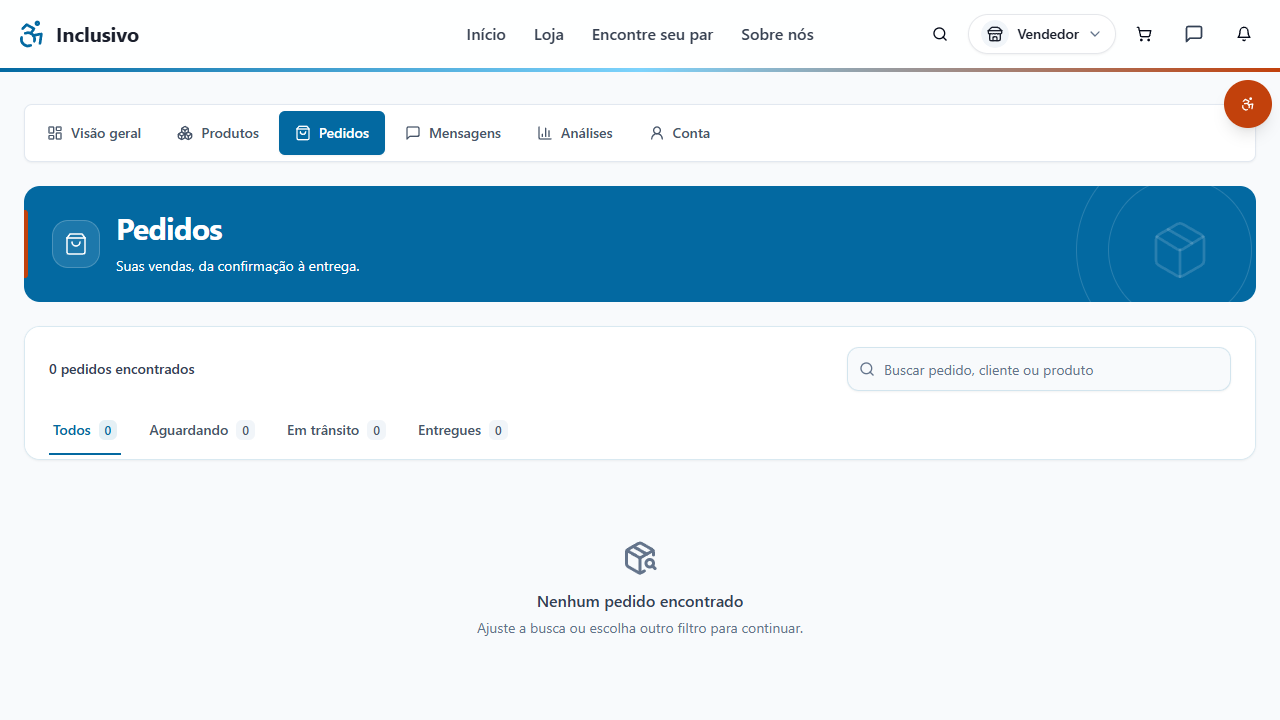 Inclusivo
Início
Loja
Encontre seu par
Sobre nós
Vendedor
Visão geral
Produtos
Pedidos
Mensagens
Análises
Conta
Pedidos
Suas vendas, da confirmação à entrega.
0 pedidos encontrados
Buscar pedido, cliente ou produto
Todos 0
Aguardando 0
Em trânsito 0
Entregues 0
Nenhum pedido encontrado
Ajuste a busca ou escolha outro filtro para continuar.